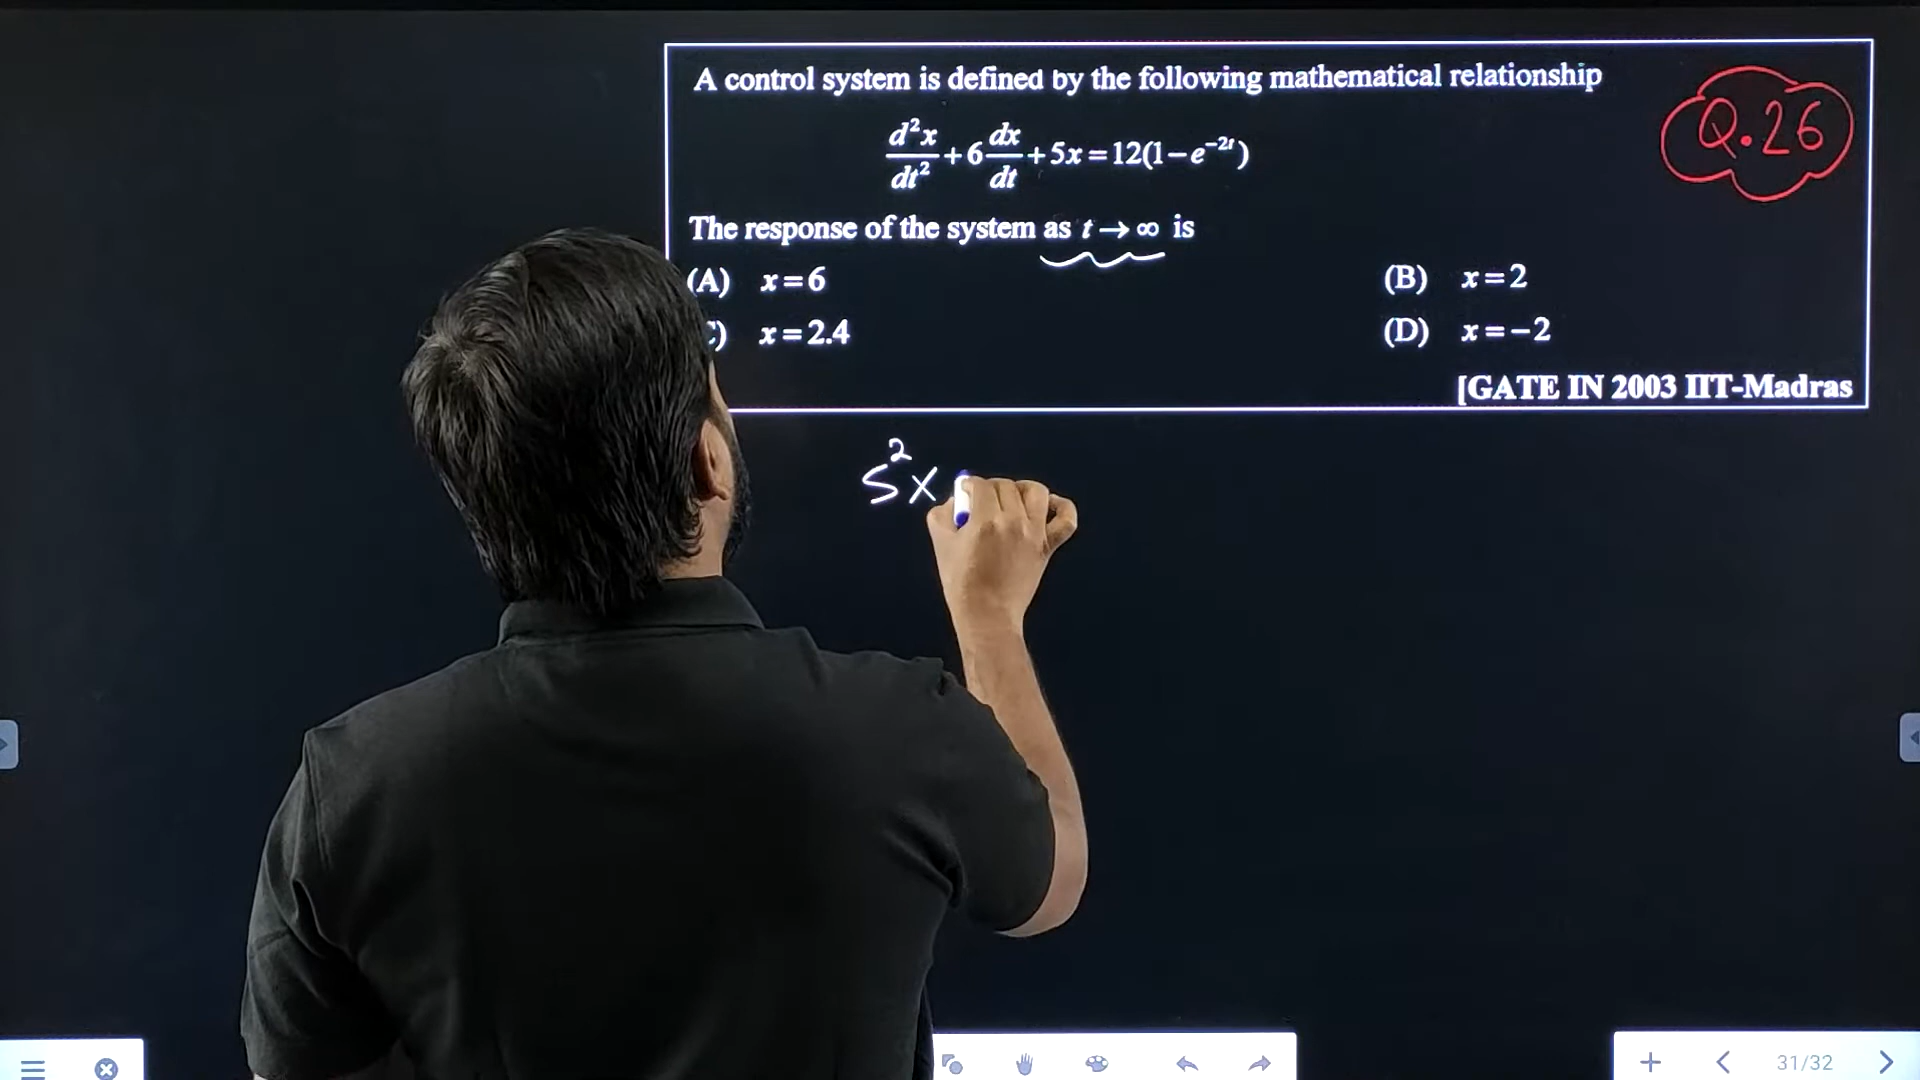 A control system is defined by the following mathematical relationship
d²x/dt² + 6 dx/dt + 5x = 12(1 − e⁻²ᵗ)
Q.26
The response of the system as t → ∞ is
(A) x = 6
(B) x = 2
x = 2.4
(D) x = −2
[GATE IN 2003 IIT-Madras
s²x
31/32